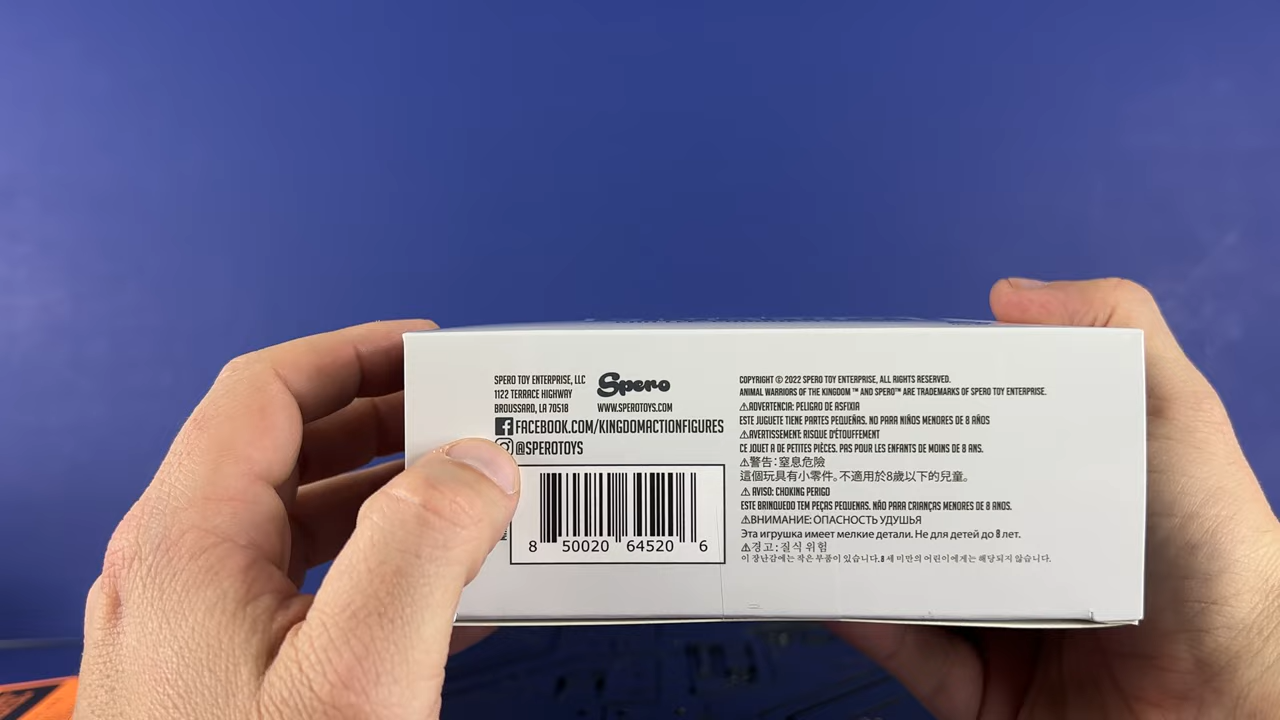 SPERO TOY ENTERPRISE, LLC
1122 TERRACE HIGHWAY
BROUSSARD, LA 70518
Spero
WWW.SPEROTOYS.COM
FACEBOOK.COM/KINGDOMACTIONFIGURES
@SPEROTOYS
8 50020 64520 6
COPYRIGHT © 2022 SPERO TOY ENTERPRISE, ALL RIGHTS RESERVED.
ANIMAL WARRIORS OF THE KINGDOM ™ AND SPERO™ ARE TRADEMARKS OF SPERO TOY ENTERPRISE.
⚠ADVERTENCIA: PELIGRO DE ASFIXIA
ESTE JUGUETE TIENE PARTES PEQUEÑAS. NO PARA NIÑOS MENORES DE 8 AÑOS
⚠AVERTISSEMENT: RISQUE D'ÉTOUFFEMENT
CE JOUET A DE PETITES PIÈCES. PAS POUR LES ENFANTS DE MOINS DE 8 ANS.
⚠警告: 窒息危險
這個玩具有小零件。不適用於8歲以下的兒童。
⚠ AVISO: CHOKING PERIGO
ESTE BRINQUEDO TEM PEÇAS PEQUENAS. NÃO PARA CRIANÇAS MENORES DE 8 ANOS.
⚠ВНИМАНИЕ: ОПАСНОСТЬ УДУШЬЯ
Эта игрушка имеет мелкие детали. Не для детей до 8 лет.
⚠경고: 질식 위험
이 장난감에는 작은 부품이 있습니다. 8 세 미만의 어린이에게는 해당되지 않습니다.